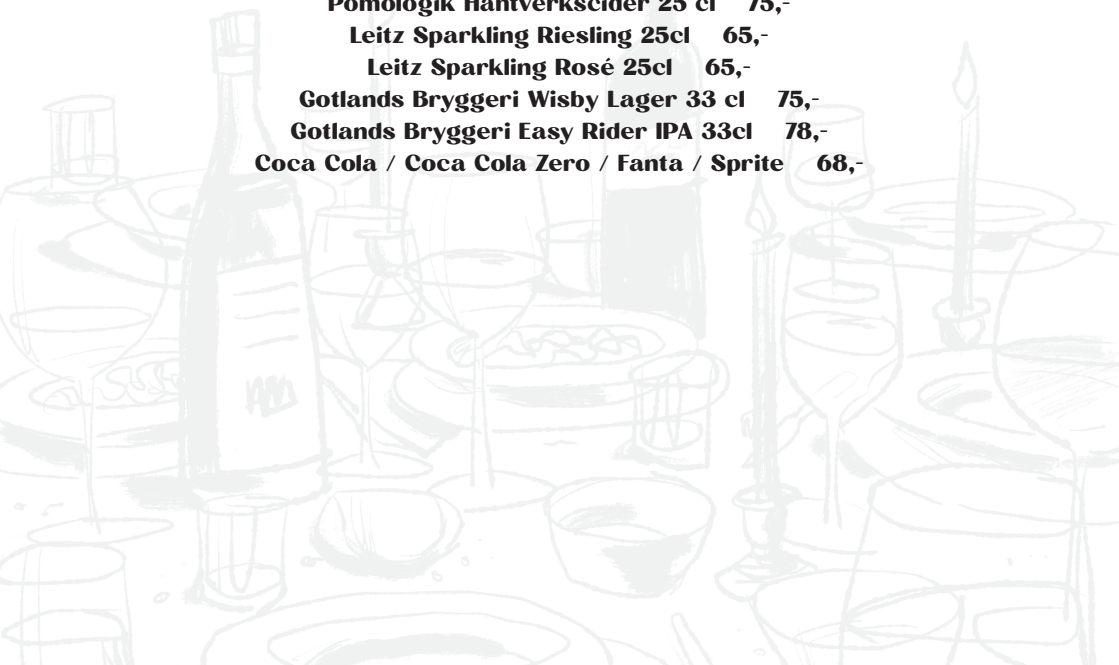 Pomologik Hantverkscider 25 cl 75,-
Leitz Sparkling Riesling 25cl 65,-
Leitz Sparkling Rosé 25cl 65,-
Gotlands Bryggeri Wisby Lager 33 cl 75,-
Gotlands Bryggeri Easy Rider IPA 33cl 78,-
Coca Cola / Coca Cola Zero / Fanta / Sprite 68,-